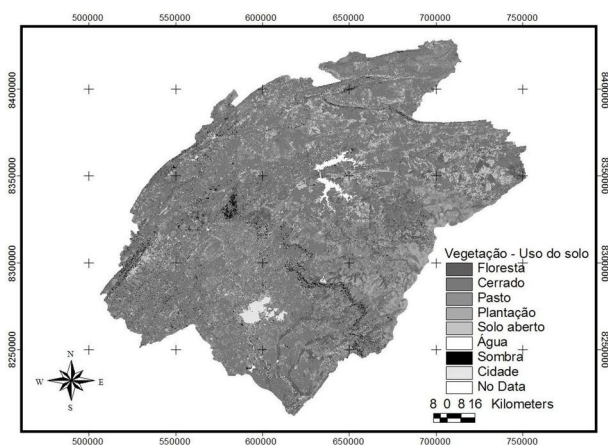 500000 550000 600000 650000 700000 750000
8400000 8400000
8350000 8350000
8300000 8300000
8250000 8250000
Vegetação - Uso do solo
Floresta
Cerrado
Pasto
Plantação
Solo aberto
Água
Sombra
Cidade
No Data
8 0 8 16 Kilometers
N
W E
S
500000 550000 600000 650000 700000 750000